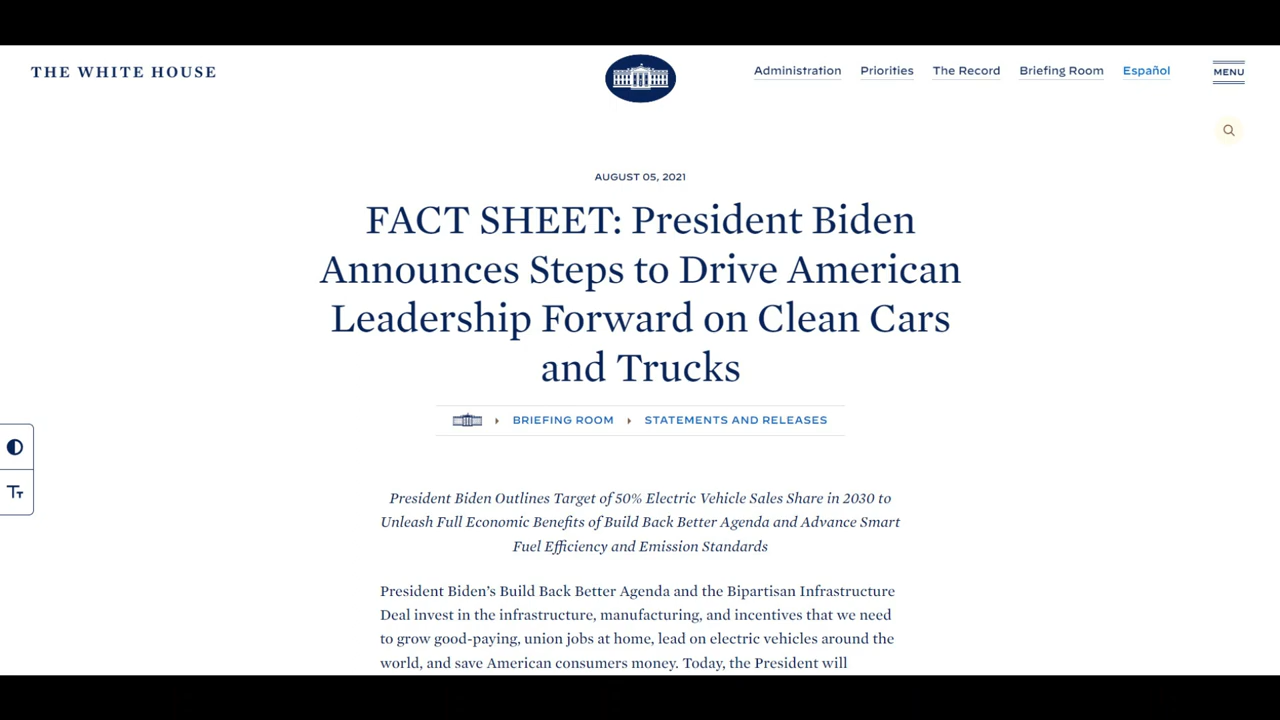 THE WHITE HOUSE
Administration Priorities The Record Briefing Room Español MENU
AUGUST 05, 2021
FACT SHEET: President Biden
Announces Steps to Drive American
Leadership Forward on Clean Cars
and Trucks
BRIEFING ROOM STATEMENTS AND RELEASES
Tт
President Biden Outlines Target of 50% Electric Vehicle Sales Share in 2030 to
Unleash Full Economic Benefits of Build Back Better Agenda and Advance Smart
Fuel Efficiency and Emission Standards
President Biden’s Build Back Better Agenda and the Bipartisan Infrastructure
Deal invest in the infrastructure, manufacturing, and incentives that we need
to grow good-paying, union jobs at home, lead on electric vehicles around the
world, and save American consumers money. Today, the President will